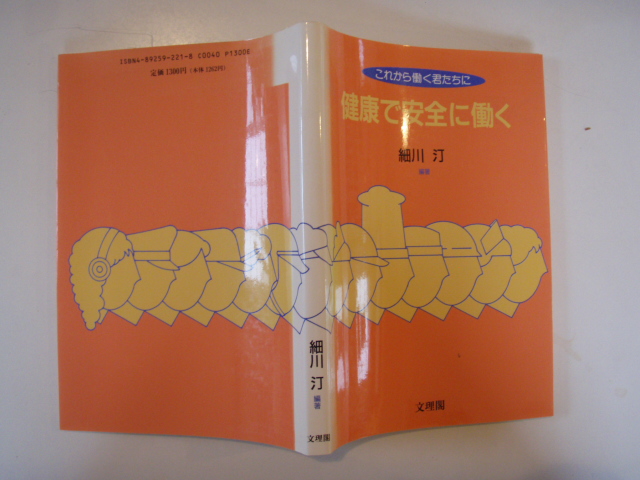 ISBN4-89259-221-8 C0040 P1300E
定価1300円(本体1262円)
これから働く君たちに
健康で安全に働く
細川 汀
編著
文理閣
細川 汀
編著
文理閣